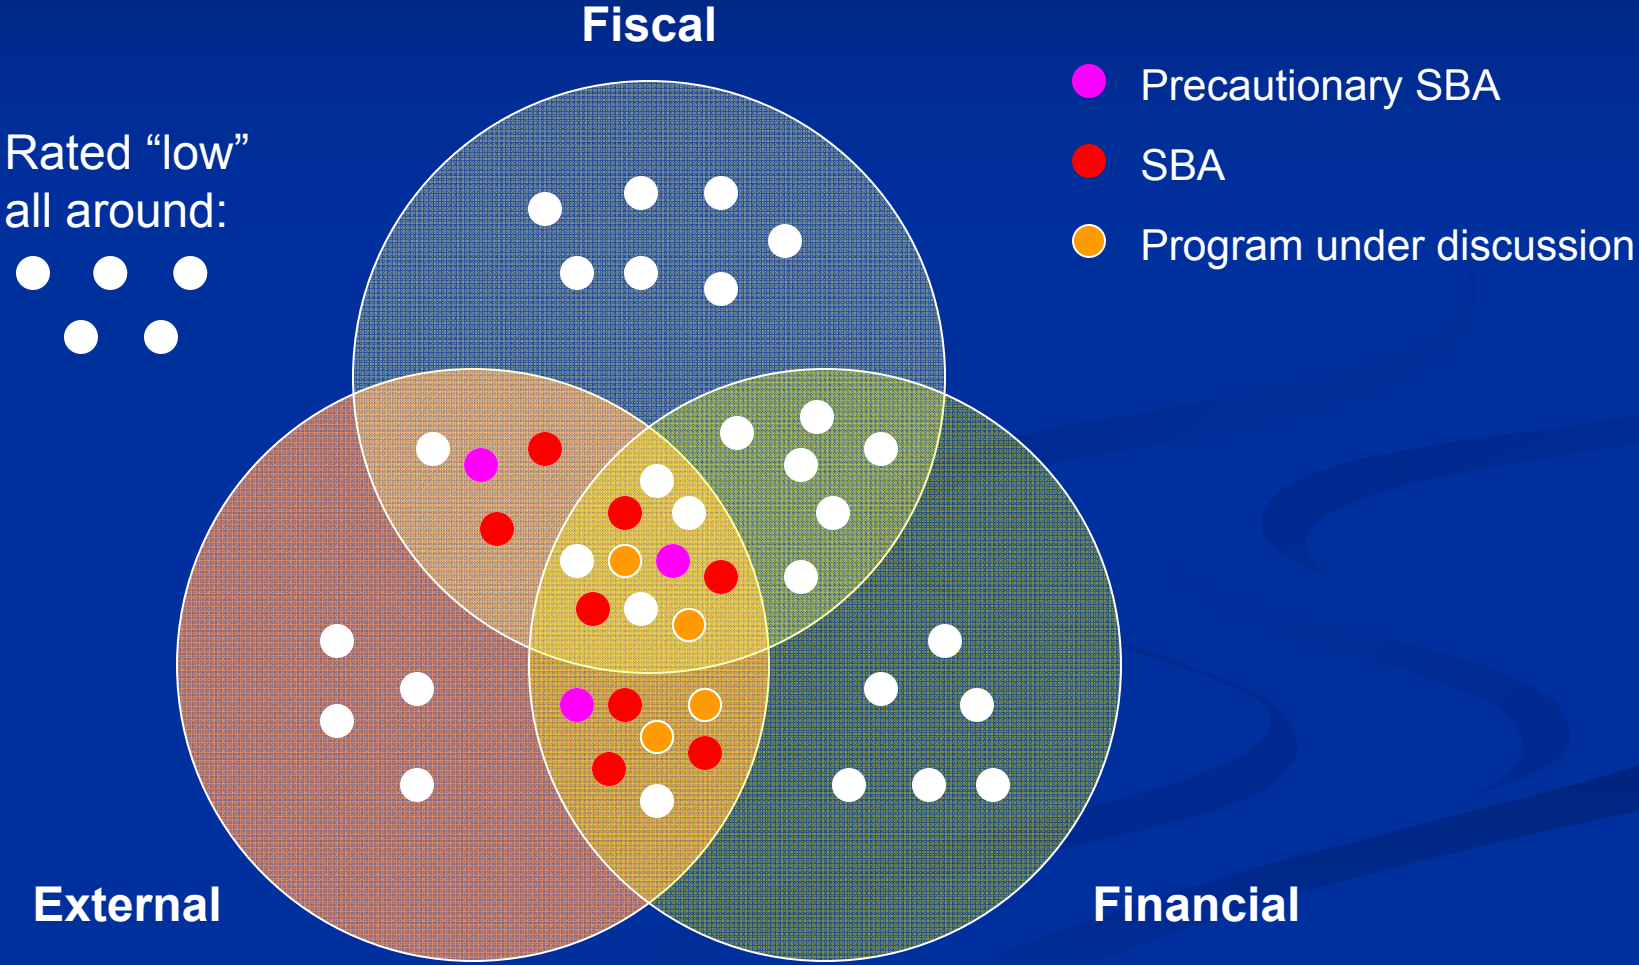 Fiscal
Rated “low”
all around:
Precautionary SBA
SBA
Program under discussion
External
Financial